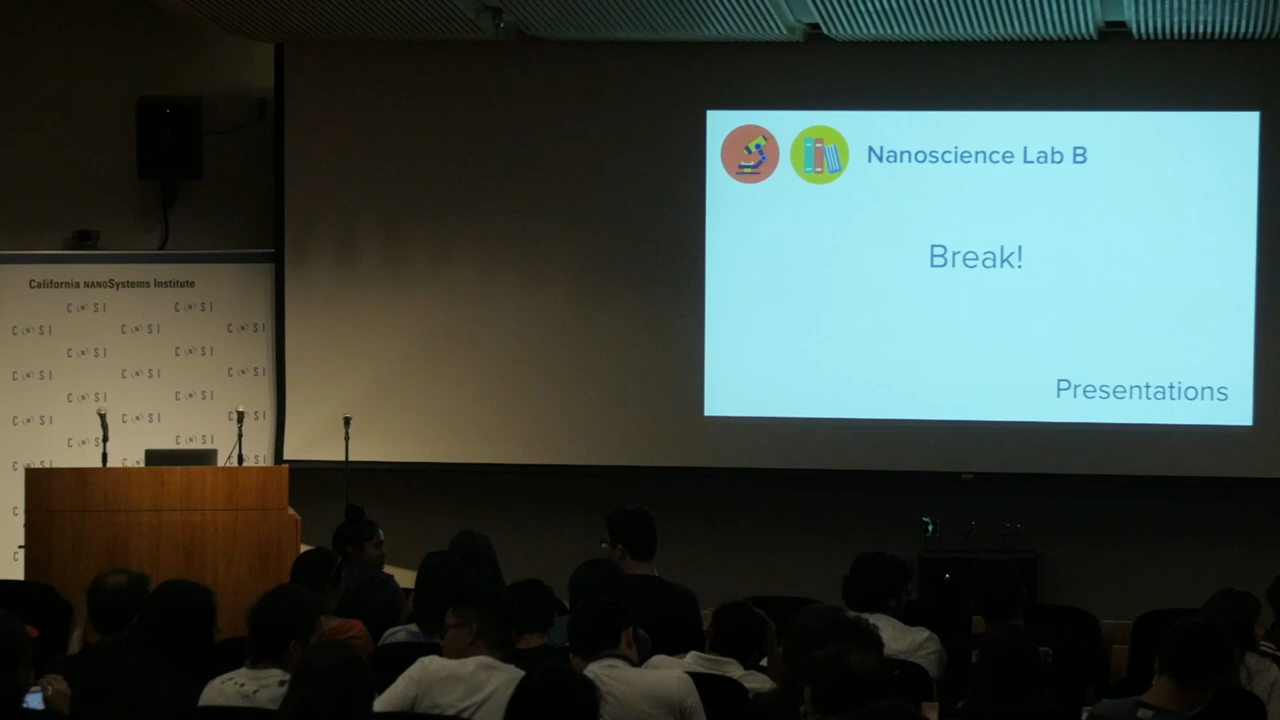 Nanoscience Lab B
Break!
Presentations
California NANOSystems Institute
C (N) S I C (N) S I
C (N) S I C (N) S I C (N) S I
C (N) S I C (N) S I
C (N) S I C (N) S I C (N) S I
C (N) S I C (N) S I
C (N) S I C (N) S I C (N) S I
C (N) S I C (N) S I